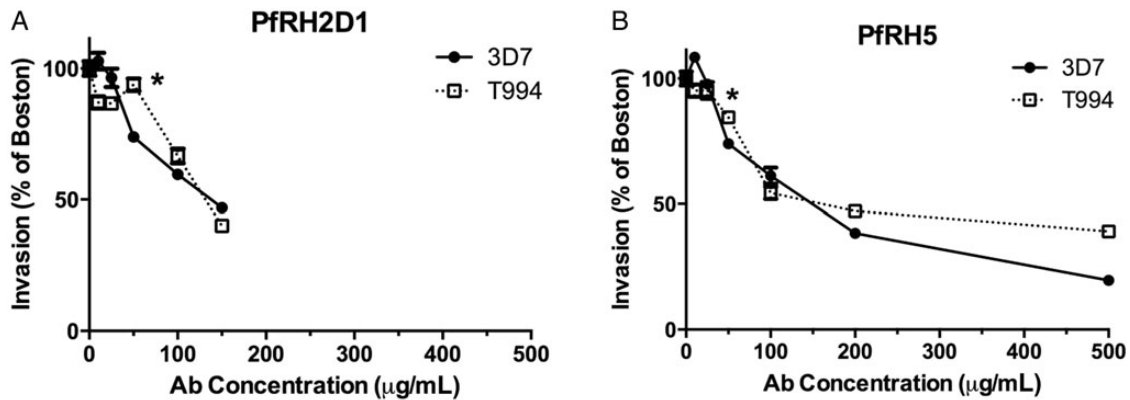 A
PfRH2D1
3D7
T994
*
100
50
0
Invasion (% of Boston)
0 100 200 300 400 500
Ab Concentration (μg/mL)
B
PfRH5
3D7
T994
*
100
50
0
Invasion (% of Boston)
0 100 200 300 400 500
Ab Concentration (μg/mL)